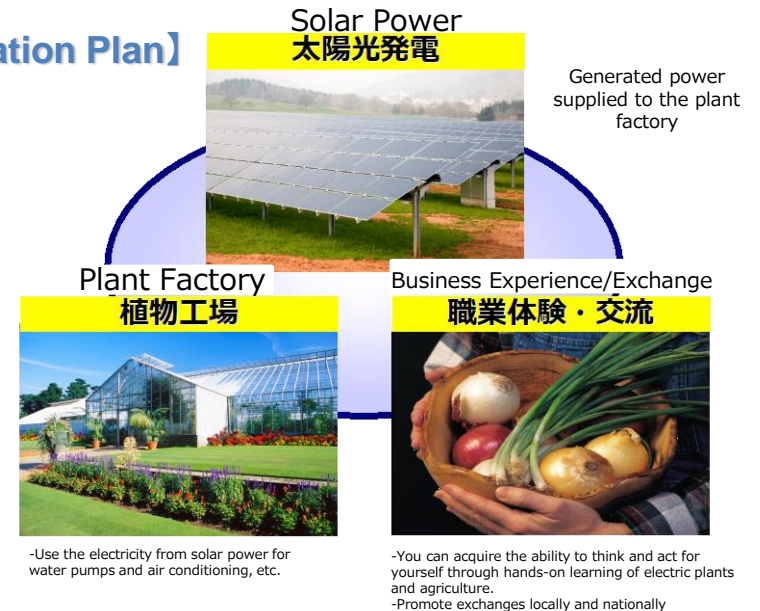 Solar Power
ation Plan】
太陽光発電
Generated power
supplied to the plant
factory
Plant Factory
植物工場
Business Experience/Exchange
職業体験・交流
-Use the electricity from solar power for
water pumps and air conditioning, etc.
-You can acquire the ability to think and act for
yourself through hands-on learning of electric plants
and agriculture.
-Promote exchanges locally and nationally